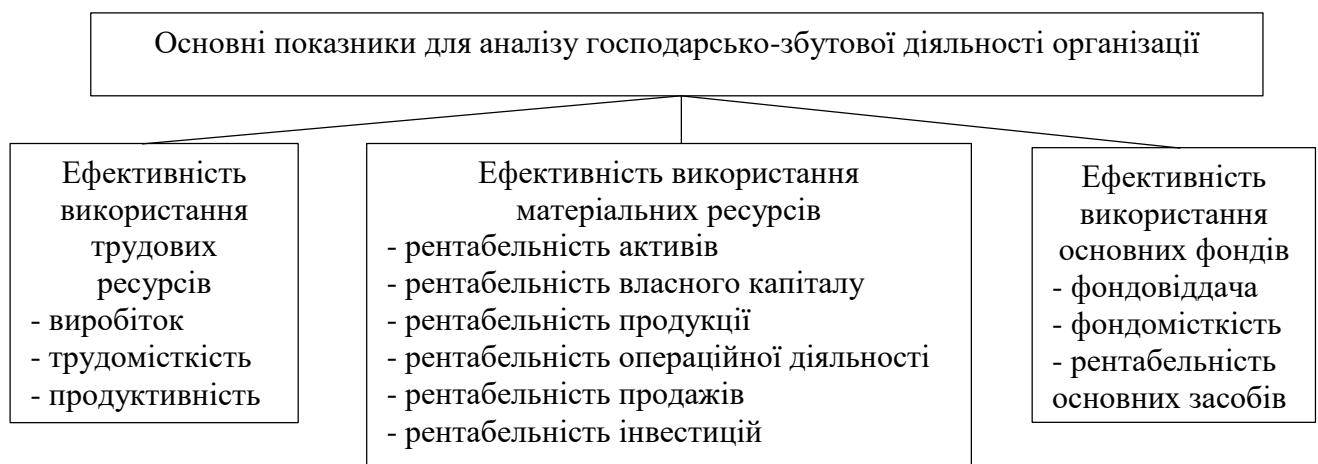 Основні показники для аналізу господарсько-збутової діяльності організації
Ефективність
використання
трудових
ресурсів
- виробіток
- трудомісткість
- продуктивність
Ефективність використання
матеріальних ресурсів
- рентабельність активів
- рентабельність власного капіталу
- рентабельність продукції
- рентабельність операційної діяльності
- рентабельність продажів
- рентабельність інвестицій
Ефективність
використання
основних фондів
- фондовіддача
- фондомісткість
- рентабельність
основних засобів